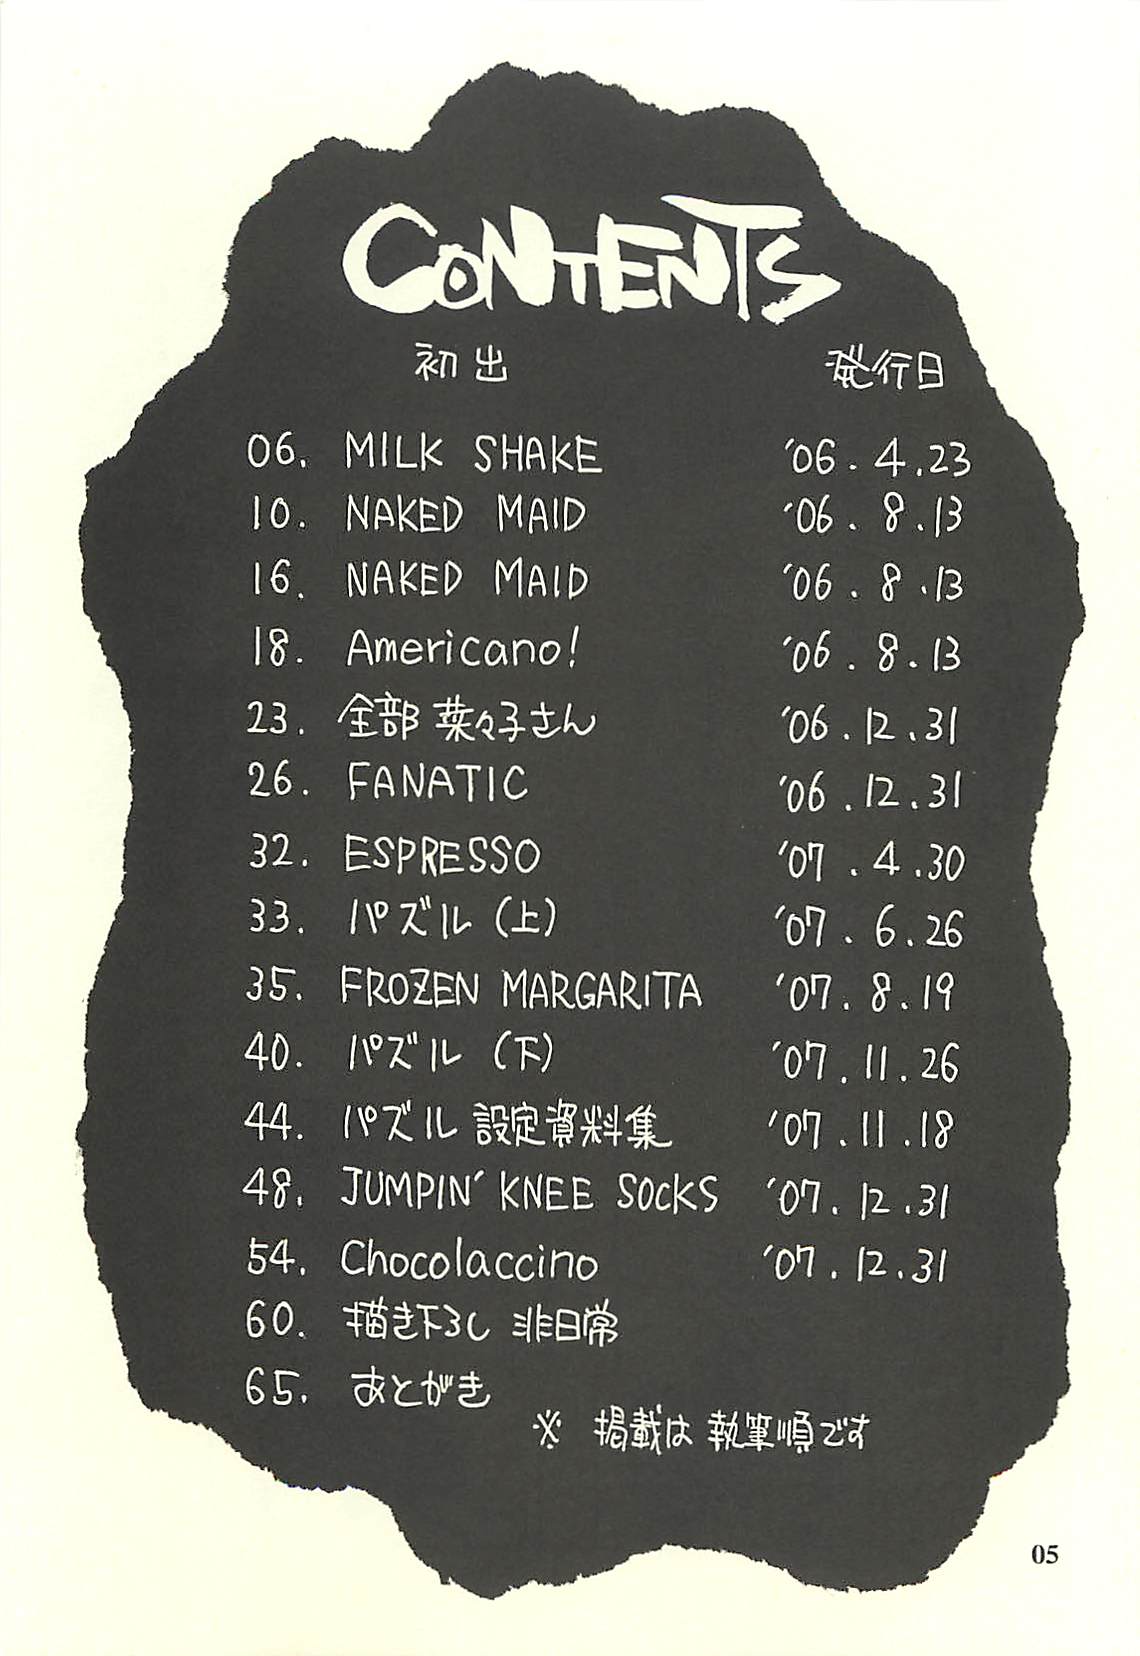 CONTENTS
初出 発行日
06. MILK SHAKE '06. 4.23
10. NAKED MAID '06. 8.13
16. NAKED MAID '06. 8.13
18. Americano! '06. 8.13
23. 全部 菜々子さん '06.12.31
26. FANATIC '06.12.31
32. ESPRESSO '07.4.30
33. パズル (上) '07.6.26
35. FROZEN MARGARITA '07.8.19
40. パズル (下) '07.11.26
44. パズル 設定資料集 '07.11.18
48. JUMPIN' KNEE SOCKS '07.12.31
54. Chocolaccino '07.12.31
60. 描き下ろし 非日常
65. あとがき
※ 掲載は 執筆順です
05